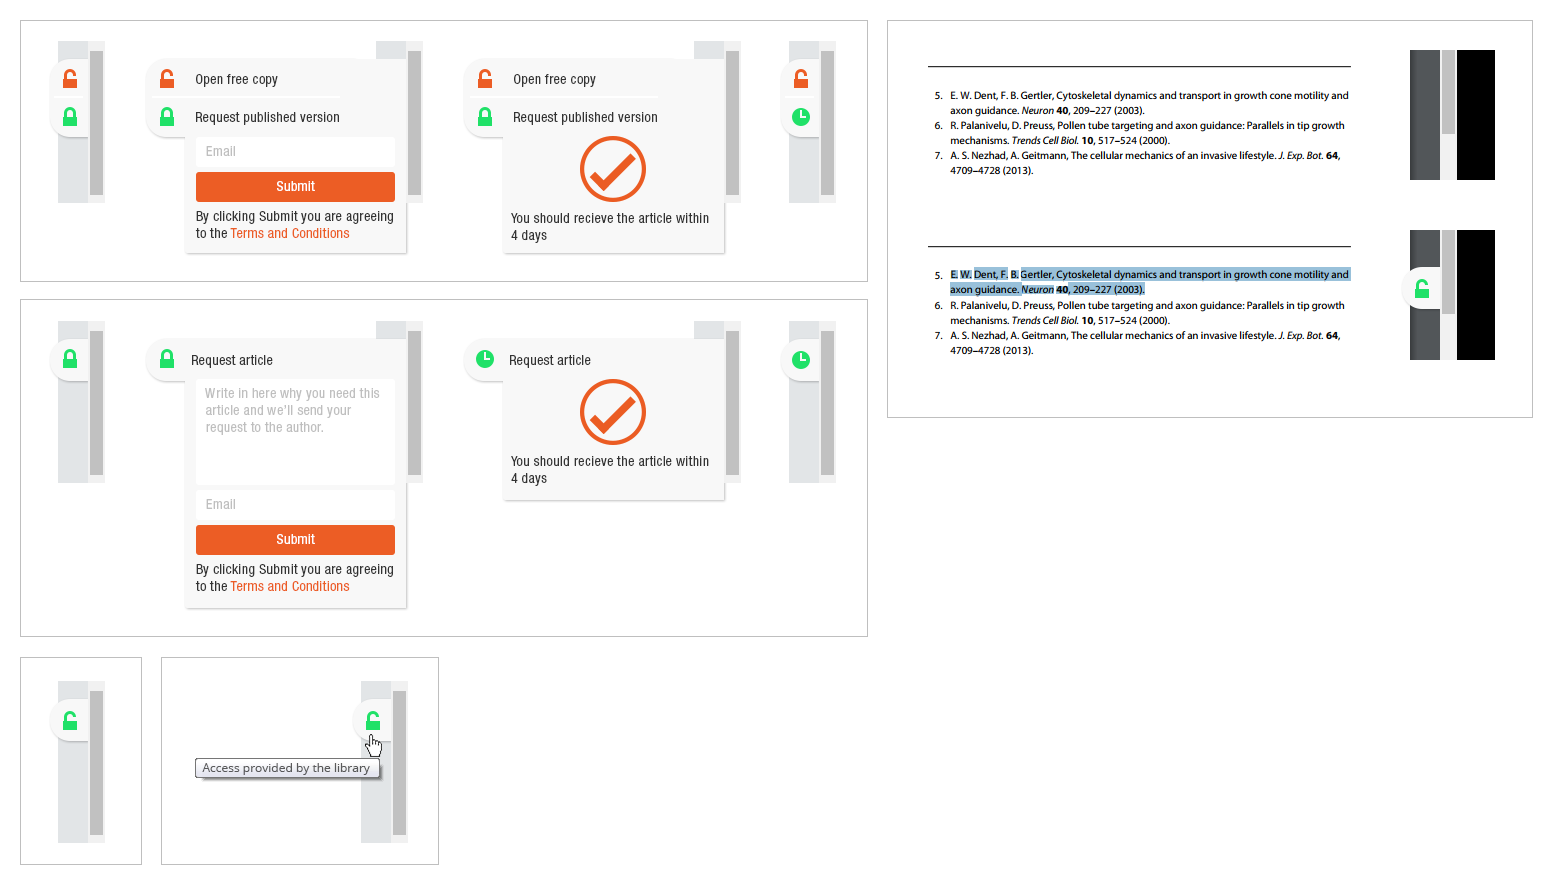 Open free copy
Request published version
Email
Submit
By clicking Submit you are agreeing
to the Terms and Conditions
Open free copy
Request published version
You should recieve the article within
4 days
Request article
Write in here why you need this
article and we'll send your
request to the author.
Email
Submit
By clicking Submit you are agreeing
to the Terms and Conditions
Request article
You should recieve the article within
4 days
Access provided by the library
5. E. W. Dent, F. B. Gertler, Cytoskeletal dynamics and transport in growth cone motility and
axon guidance. Neuron 40, 209–227 (2003).
6. R. Palanivelu, D. Preuss, Pollen tube targeting and axon guidance: Parallels in tip growth
mechanisms. Trends Cell Biol. 10, 517–524 (2000).
7. A. S. Nezhad, A. Geitmann, The cellular mechanics of an invasive lifestyle. J. Exp. Bot. 64,
4709–4728 (2013).
5. E. W. Dent, F. B. Gertler, Cytoskeletal dynamics and transport in growth cone motility and
axon guidance. Neuron 40, 209–227 (2003).
6. R. Palanivelu, D. Preuss, Pollen tube targeting and axon guidance: Parallels in tip growth
mechanisms. Trends Cell Biol. 10, 517–524 (2000).
7. A. S. Nezhad, A. Geitmann, The cellular mechanics of an invasive lifestyle. J. Exp. Bot. 64,
4709–4728 (2013).